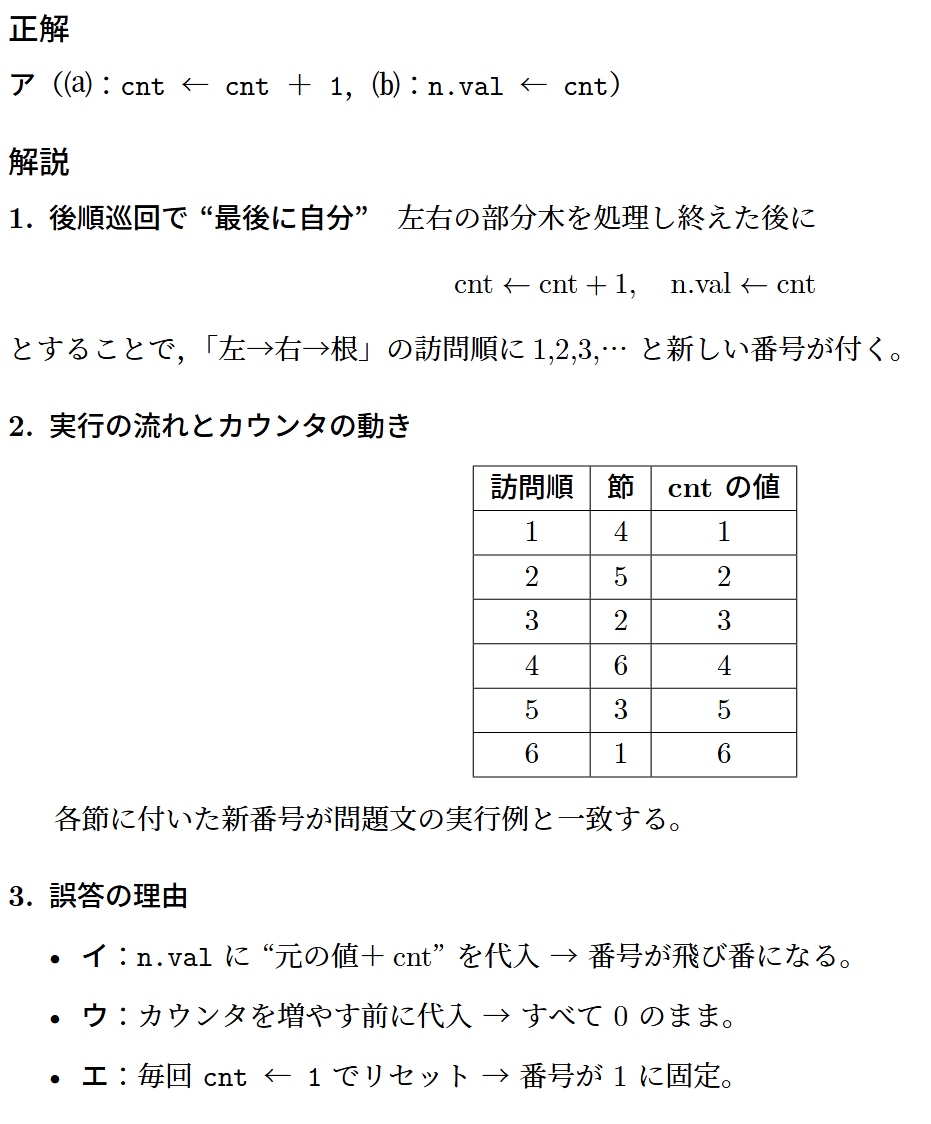 正解
ア ((a)：cnt ← cnt + 1, (b)：n.val ← cnt)
解説
1. 後順巡回で “最後に自分”　左右の部分木を処理し終えた後に
cnt ← cnt + 1, n.val ← cnt
とすることで,「左→右→根」の訪問順に 1,2,3,⋯ と新しい番号が付く。
2. 実行の流れとカウンタの動き
訪問順 節 cnt の値
1 4 1
2 5 2
3 2 3
4 6 4
5 3 5
6 1 6
各節に付いた新番号が問題文の実行例と一致する。
3. 誤答の理由
• イ：n.val に “元の値＋ cnt” を代入 → 番号が飛び番になる。
• ウ：カウンタを増やす前に代入 → すべて 0 のまま。
• エ：毎回 cnt ← 1 でリセット → 番号が 1 に固定。